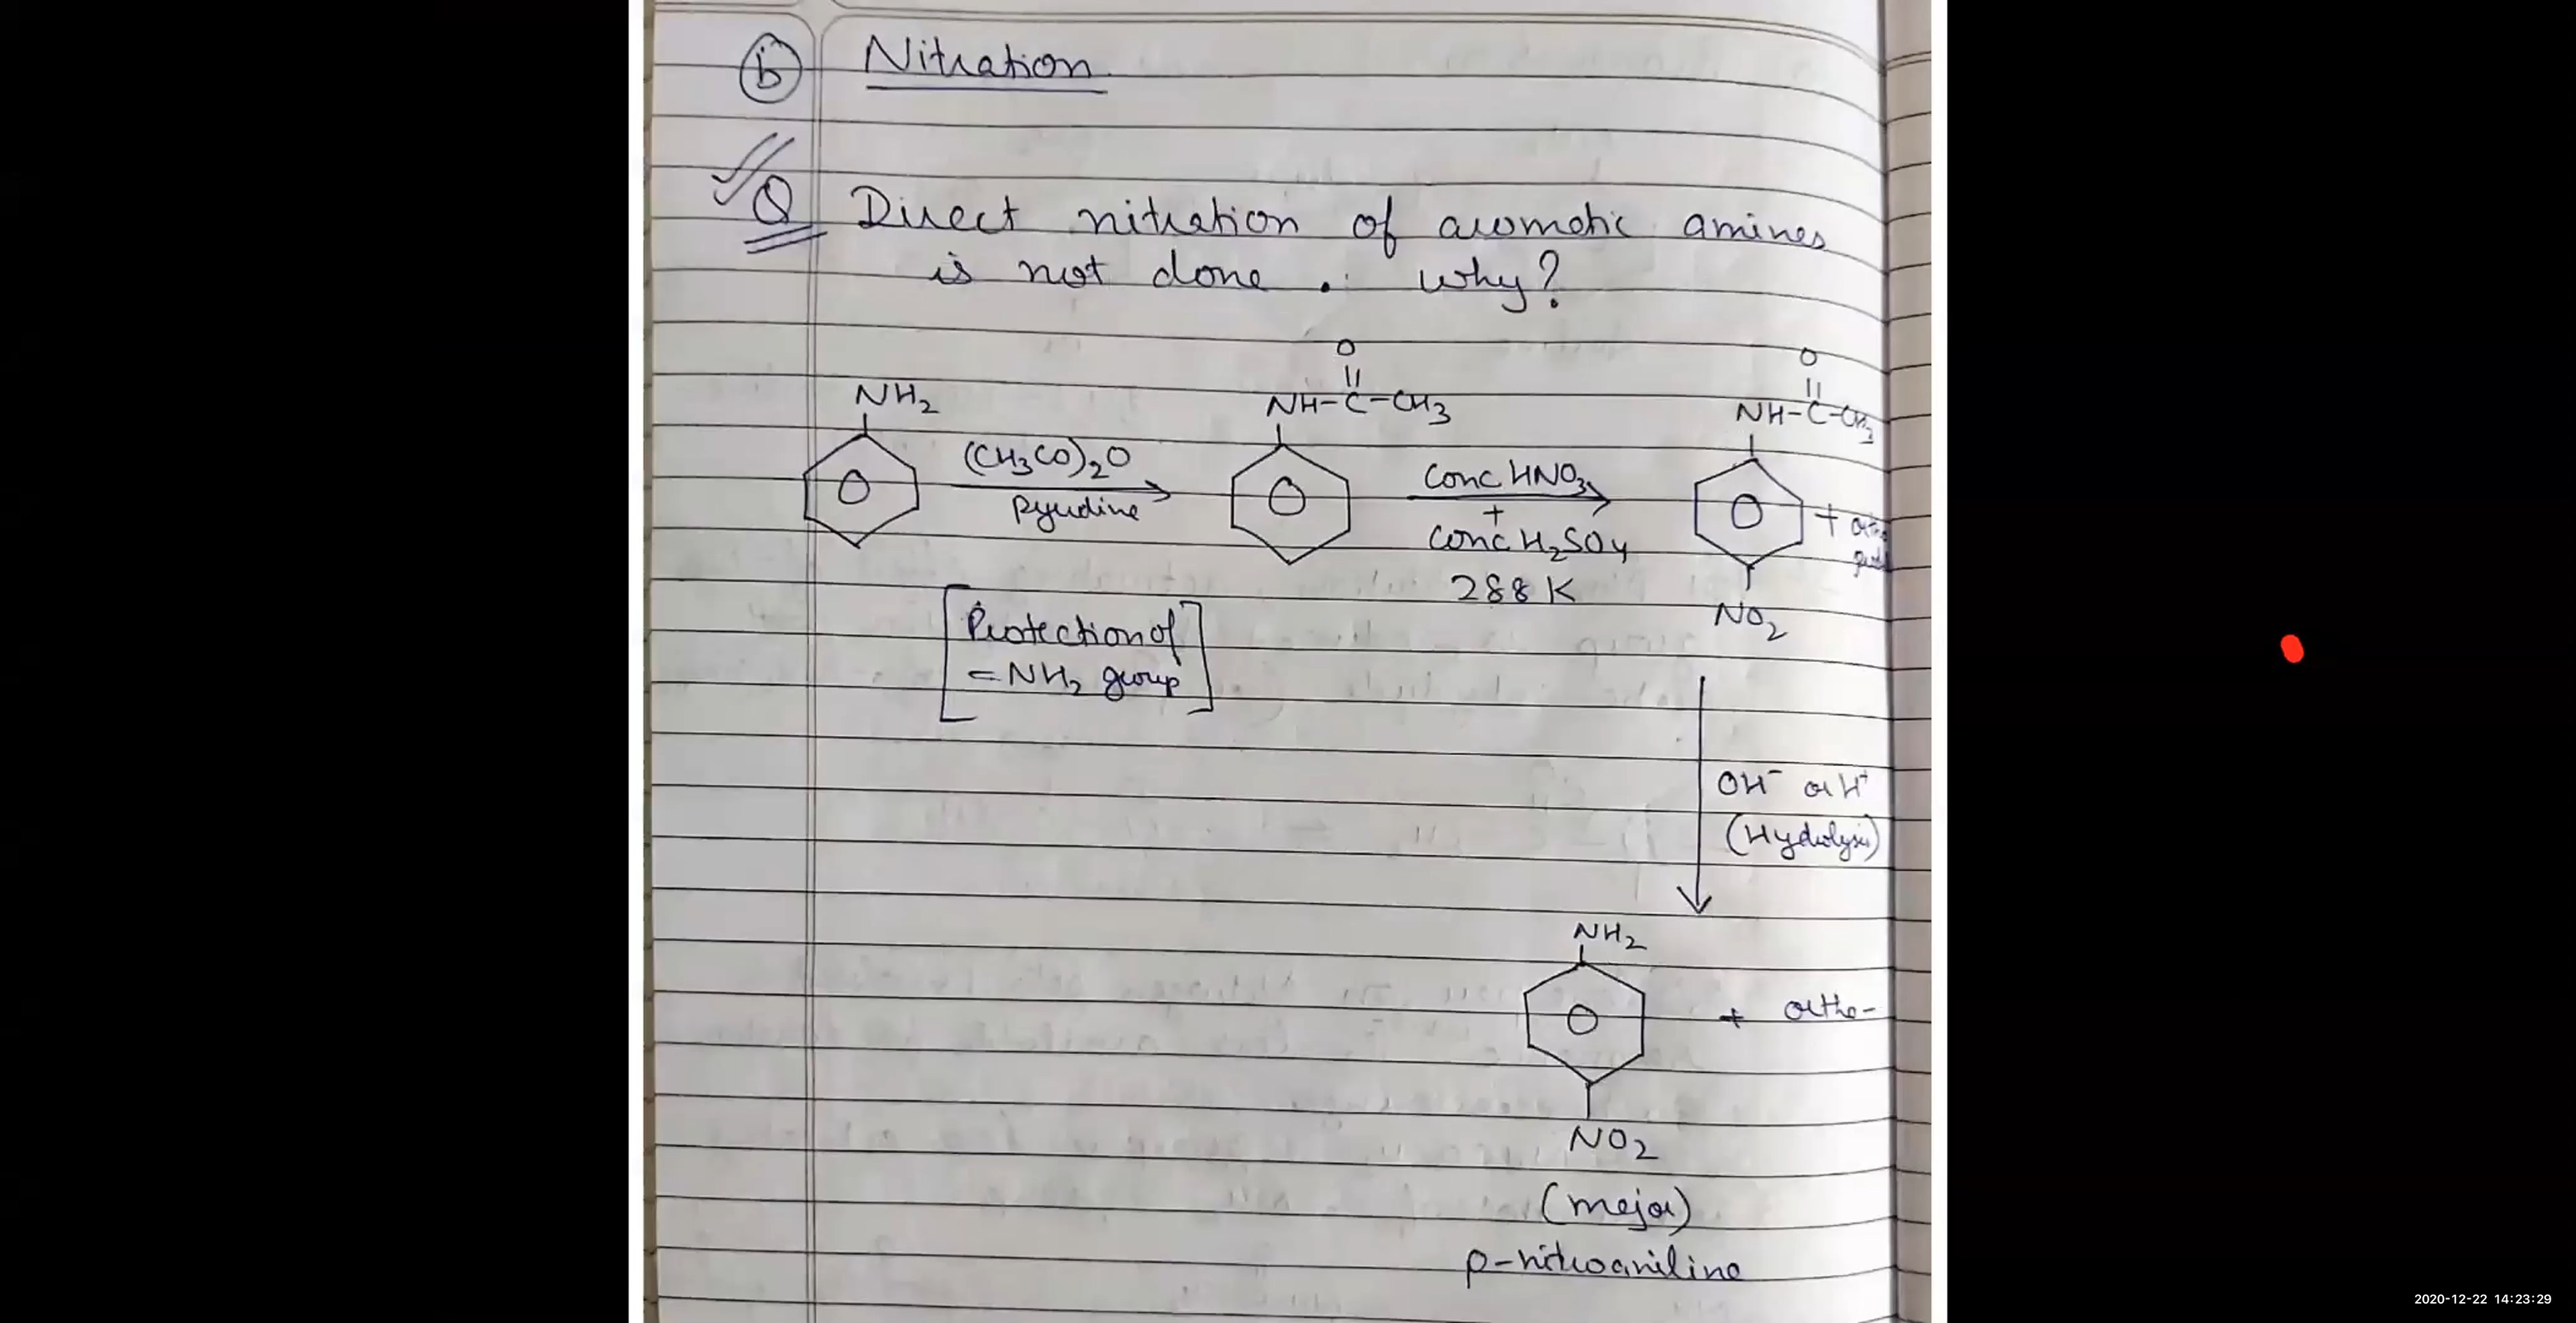 b Nitration
Q Direct nitration of aromatic amines
is not done. Why?
O
||
NH-C-CH3
O
||
NH-C-CH3
NH2
(CH3CO)2O
Pyridine
Conc HNO3
+
Conc H2SO4
288 K
+ ortho
NO2
[Protection of
-NH2 group]
OH- or H+
(Hydrolysis)
NH2
+ ortho-
NO2
(major)
p-nitroaniline
2020-12-22 14:23:29